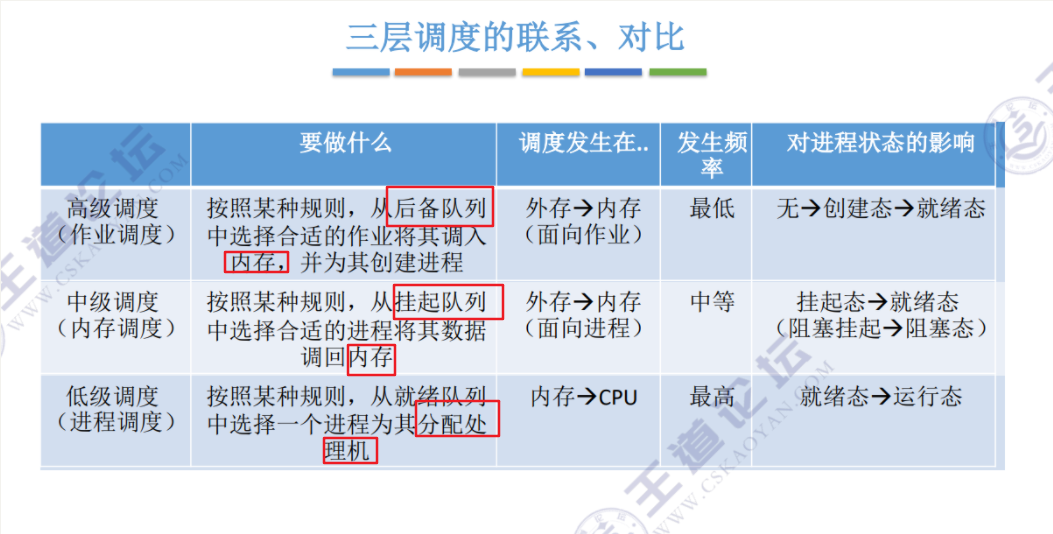 三层调度的联系、对比
要做什么
调度发生在..
发生频
率
对进程状态的影响
高级调度
（作业调度）
按照某种规则，从后备队列
中选择合适的作业将其调入
内存，并为其创建进程
外存→内存
（面向作业）
最低
无→创建态→就绪态
中级调度
（内存调度）
按照某种规则，从挂起队列
中选择合适的进程将其数据
调回内存
外存→内存
（面向进程）
中等
挂起态→就绪态
（阻塞挂起→阻塞态）
低级调度
（进程调度）
按照某种规则，从就绪队列
中选择一个进程为其分配处
理机
内存→CPU
最高
就绪态→运行态
王道论坛
WWW.CSKAOYAN.COM
王道论坛
WWW.CSKAOYAN.COM